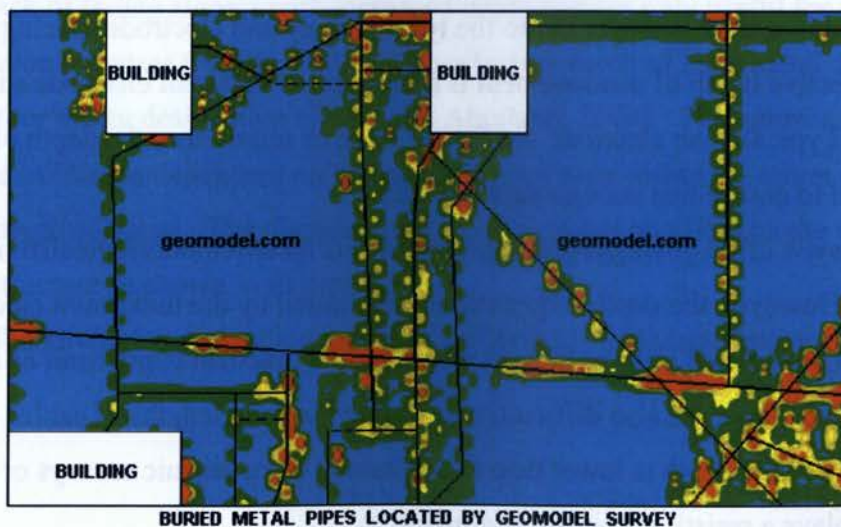 BUILDING
BUILDING
geomodel.com
geomodel.com
BUILDING
BURIED METAL PIPES LOCATED BY GEOMODEL SURVEY